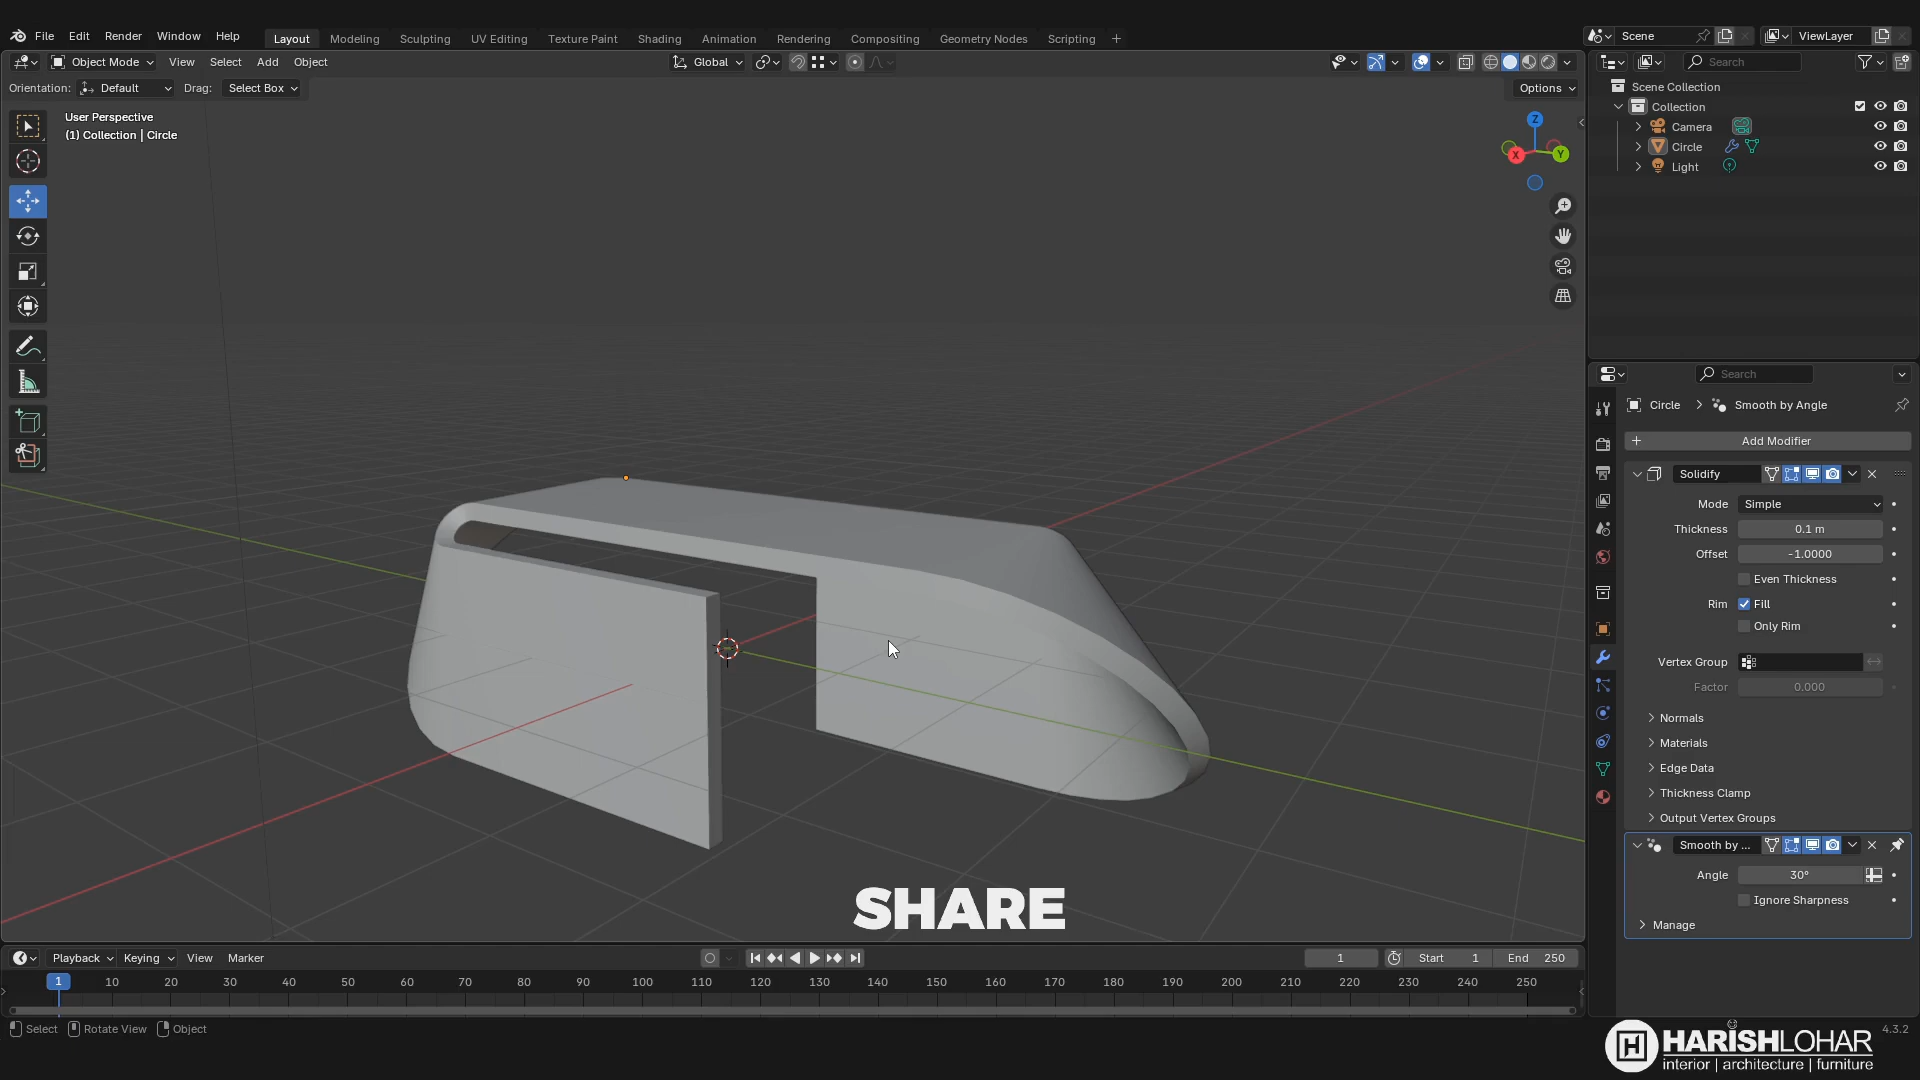 File Edit Render Window Help Layout Modeling Sculpting UV Editing Texture Paint Shading Animation Rendering Compositing Geometry Nodes Scripting + Scene ViewLayer
Object Mode View Select Add Object Global Search
Orientation: Default Drag: Select Box Options
User Perspective
(1) Collection | Circle
Z
X Y
Scene Collection
Collection
Camera
Circle
Light
Search
Circle > Smooth by Angle
+ Add Modifier
Solidify
Mode Simple
Thickness 0.1 m
Offset -1.0000
Even Thickness
Rim Fill
Only Rim
Vertex Group
Factor 0.000
Normals
Materials
Edge Data
Thickness Clamp
Output Vertex Groups
Smooth by ...
Angle 30°
Ignore Sharpness
Manage
SHARE
Playback Keying View Marker 1 Start 1 End 250
1 10 20 30 40 50 60 70 80 90 100 110 120 130 140 150 160 170 180 190 200 210 220 230 240 250
Select Rotate View Object 4.3.2
HARISHLOHAR
interior | architecture | furniture